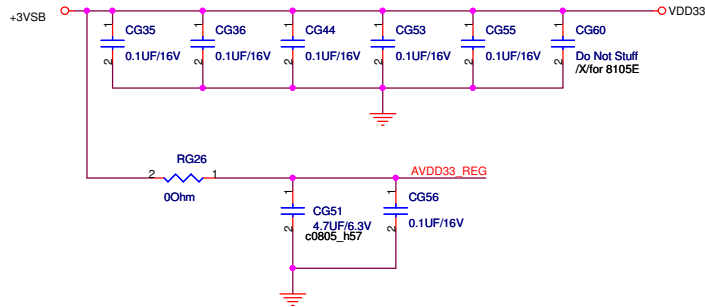 +3VSB
VDD33
1 1 1 1 1 1
CG35 CG36 CG44 CG53 CG55 CG60
0.1UF/16V 0.1UF/16V 0.1UF/16V 0.1UF/16V 0.1UF/16V Do Not Stuff
/X/for 8105E
2 2 2 2 2 2
RG26
2 1
0Ohm
AVDD33_REG
1 1
CG51 CG56
4.7UF/6.3V 0.1UF/16V
c0805_h57
2 2